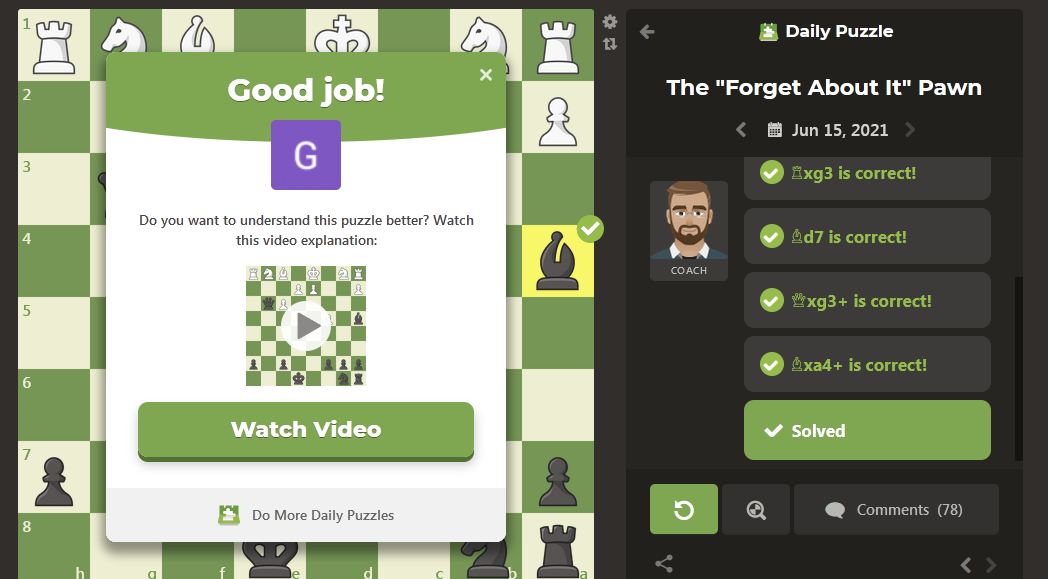 1
2
3
4
5
6
7
8
h
g
f
e
d
c
b
a
Good job!
G
Do you want to understand this puzzle better? Watch
this video explanation:
Watch Video
Do More Daily Puzzles
Daily Puzzle
The "Forget About It" Pawn
Jun 15, 2021
COACH
♖xg3 is correct!
♗d7 is correct!
♕xg3+ is correct!
♗xa4+ is correct!
Solved
Comments (78)